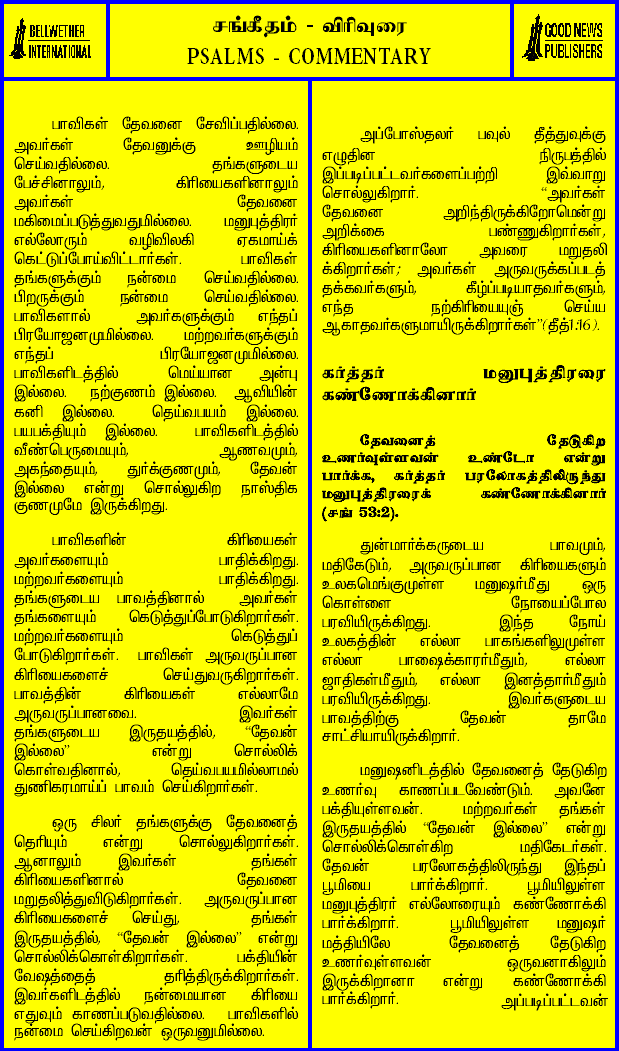 BELLWETHER
INTERNATIONAL
சங்கீதம் - விரிவுரை
PSALMS - COMMENTARY
GOOD NEWS
PUBLISHERS
பாவிகள் தேவனை சேவிப்பதில்லை.
அவர்கள் தேவனுக்கு ஊழியம்
செய்வதில்லை. தங்களுடைய
பேச்சினாலும், கிரியைகளினாலும்
அவர்கள் தேவனை
மகிமைப்படுத்துவதுமில்லை. மனுபுத்திரர்
எல்லோரும் வழிவிலகி ஏகமாய்க்
கெட்டுப்போய்விட்டார்கள். பாவிகள்
தங்களுக்கும் நன்மை செய்வதில்லை.
பிறருக்கும் நன்மை செய்வதில்லை.
பாவிகளால் அவர்களுக்கும் எந்தப்
பிரயோஜனமுமில்லை. மற்றவர்களுக்கும்
எந்தப் பிரயோஜனமுமில்லை.
பாவிகளிடத்தில் மெய்யான அன்பு
இல்லை. நற்குணம் இல்லை. ஆவியின்
கனி இல்லை. தெய்வபயம் இல்லை.
பயபக்தியும் இல்லை. பாவிகளிடத்தில்
வீண்பெருமையும், ஆணவமும்,
அகந்தையும், துர்க்குணமும், தேவன்
இல்லை என்று சொல்லுகிற நாஸ்திக
குணமுமே இருக்கிறது.
பாவிகளின் கிரியைகள்
அவர்களையும் பாதிக்கிறது.
மற்றவர்களையும் பாதிக்கிறது.
தங்களுடைய பாவத்தினால் அவர்கள்
தங்களையும் கெடுத்துப்போடுகிறார்கள்.
மற்றவர்களையும் கெடுத்துப்
போடுகிறார்கள். பாவிகள் அருவருப்பான
கிரியைகளைச் செய்துவருகிறார்கள்.
பாவத்தின் கிரியைகள் எல்லாமே
அருவருப்பானவை. இவர்கள்
தங்களுடைய இருதயத்தில், “தேவன்
இல்லை” என்று சொல்லிக்
கொள்வதினால், தெய்வபயமில்லாமல்
துணிகரமாய்ப் பாவம் செய்கிறார்கள்.
ஒரு சிலர் தங்களுக்கு தேவனைத்
தெரியும் என்று சொல்லுகிறார்கள்.
ஆனாலும் இவர்கள் தங்கள்
கிரியைகளினால் தேவனை
மறுதலித்துவிடுகிறார்கள். அருவருப்பான
கிரியைகளைச் செய்து, தங்கள்
இருதயத்தில், “தேவன் இல்லை” என்று
சொல்லிக்கொள்கிறார்கள். பக்தியின்
வேஷத்தைத் தரித்திருக்கிறார்கள்.
இவர்களிடத்தில் நன்மையான கிரியை
எதுவும் காணப்படுவதில்லை. பாவிகளில்
நன்மை செய்கிறவன் ஒருவனுமில்லை.
அப்போஸ்தலர் பவுல் தீத்துவுக்கு
எழுதின நிருபத்தில்
இப்படிப்பட்டவர்களைப்பற்றி இவ்வாறு
சொல்லுகிறார். “அவர்கள்
தேவனை அறிந்திருக்கிறோமென்று
அறிக்கை பண்ணுகிறார்கள்,
கிரியைகளினாலோ அவரை மறுதலி
க்கிறார்கள்; அவர்கள் அருவருக்கப்படத்
தக்கவர்களும், கீழ்ப்படியாதவர்களும்,
எந்த நற்கிரியையுஞ் செய்ய
ஆகாதவர்களுமாயிருக்கிறார்கள்”(தீத்1:16).
கர்த்தர் மனுபுத்திரரை
கண்ணோக்கினார்
தேவனைத் தேடுகிற
உணர்வுள்ளவன் உண்டோ என்று
பார்க்க, கர்த்தர் பரலோகத்திலிருந்து
மனுபுத்திரரைக் கண்ணோக்கினார்
(சங் 53:2).
துன்மார்க்கருடைய பாவமும்,
மதிகேடும், அருவருப்பான கிரியைகளும்
உலகமெங்குமுள்ள மனுஷர்மீது ஒரு
கொள்ளை நோயைப்போல
பரவியிருக்கிறது. இந்த நோய்
உலகத்தின் எல்லா பாகங்களிலுமுள்ள
எல்லா பாஷைக்காரர்மீதும், எல்லா
ஜாதிகள்மீதும், எல்லா இனத்தார்மீதும்
பரவியிருக்கிறது. இவர்களுடைய
பாவத்திற்கு தேவன் தாமே
சாட்சியாயிருக்கிறார்.
மனுஷனிடத்தில் தேவனைத் தேடுகிற
உணர்வு காணப்படவேண்டும். அவனே
பக்தியுள்ளவன். மற்றவர்கள் தங்கள்
இருதயத்தில் “தேவன் இல்லை” என்று
சொல்லிக்கொள்கிற மதிகேடர்கள்.
தேவன் பரலோகத்திலிருந்து இந்தப்
பூமியை பார்க்கிறார். பூமியிலுள்ள
மனுபுத்திரர் எல்லோரையும் கண்ணோக்கி
பார்க்கிறார். பூமியிலுள்ள மனுஷர்
மத்தியிலே தேவனைத் தேடுகிற
உணர்வுள்ளவன் ஒருவனாகிலும்
இருக்கிறானா என்று கண்ணோக்கி
பார்க்கிறார். அப்படிப்பட்டவன்